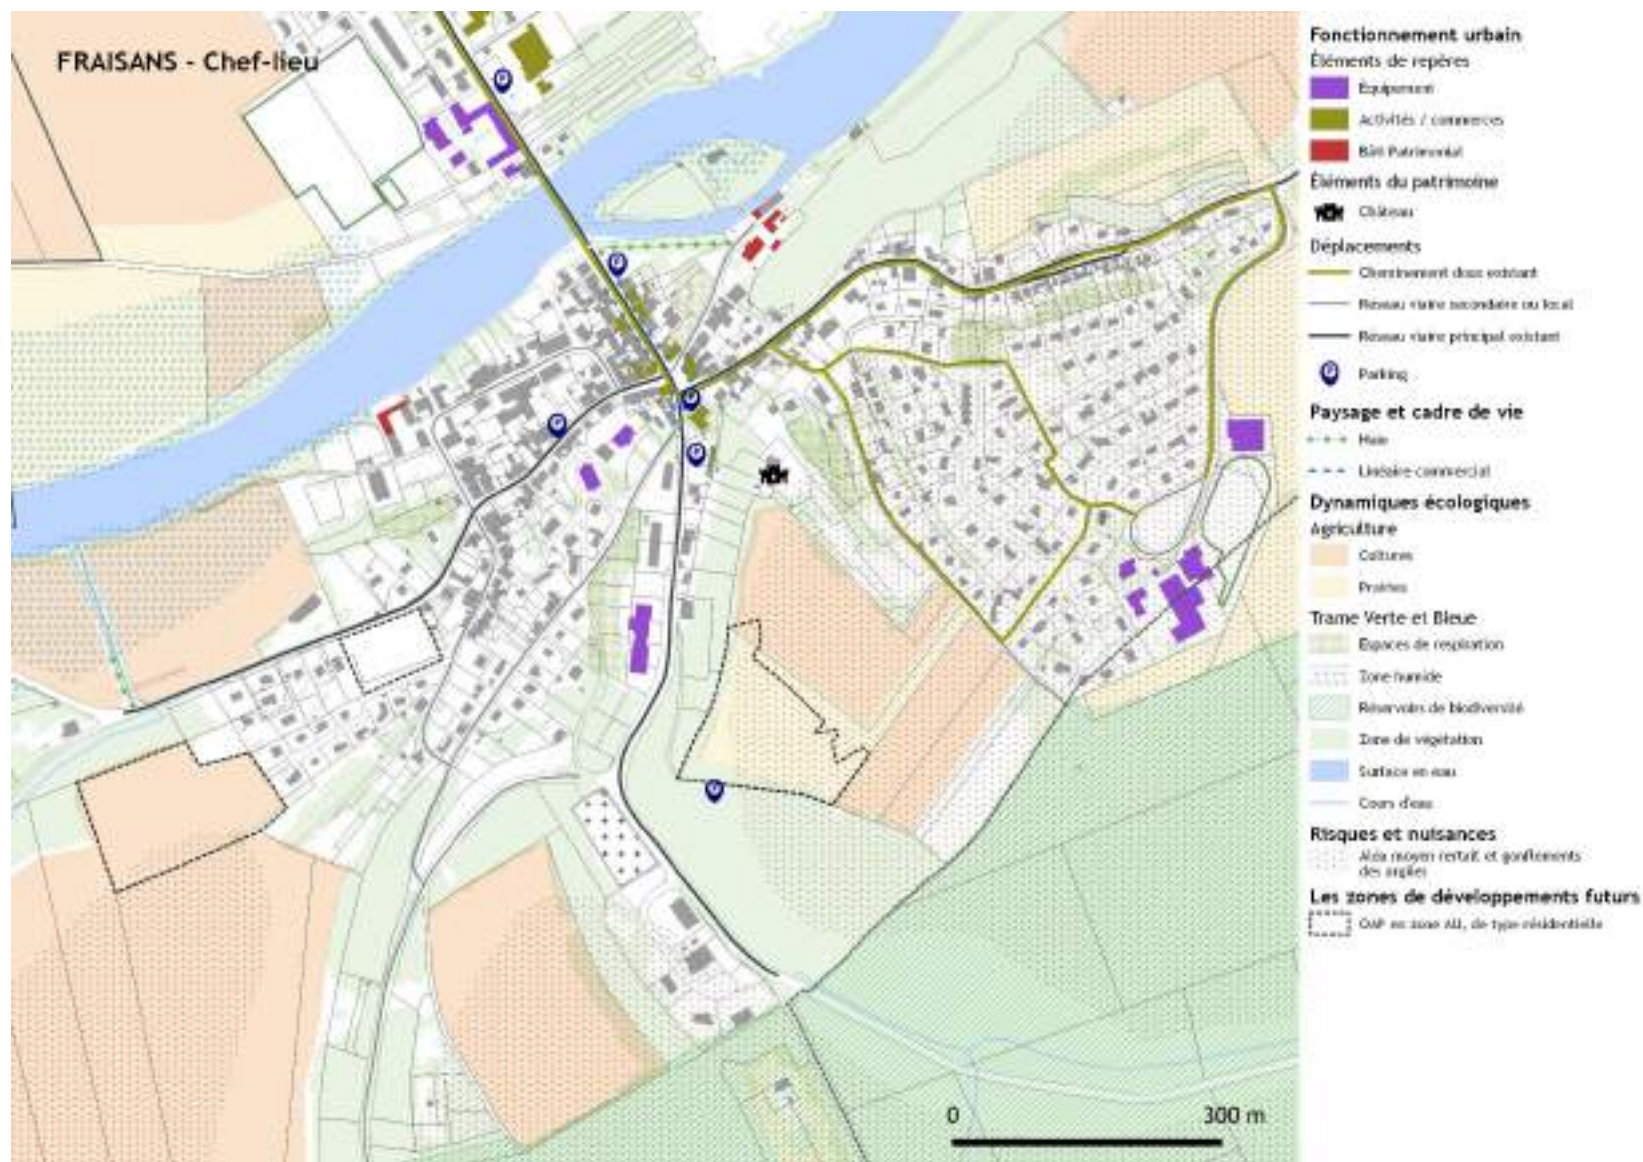 FRAISANS - Chef-lieu
Fonctionnement urbain
Éléments de repères
Équipement
Activités / commerces
Bâti Patrimonial
Éléments du patrimoine
Château
Déplacements
Cheminement doux existant
Réseau viaire secondaire ou local
Réseau viaire principal existant
Parking
Paysage et cadre de vie
Haie
Linéaire commercial
Dynamiques écologiques
Agriculture
Cultures
Prairies
Trame Verte et Bleue
Espaces de respiration
Zone humide
Réservoirs de biodiversité
Zone de végétation
Surface en eau
Cours d'eau
Risques et nuisances
Aléa moyen retrait et gonflements
des argiles
Les zones de développements futurs
OAP en zone AU, de type résidentielle
0 300 m